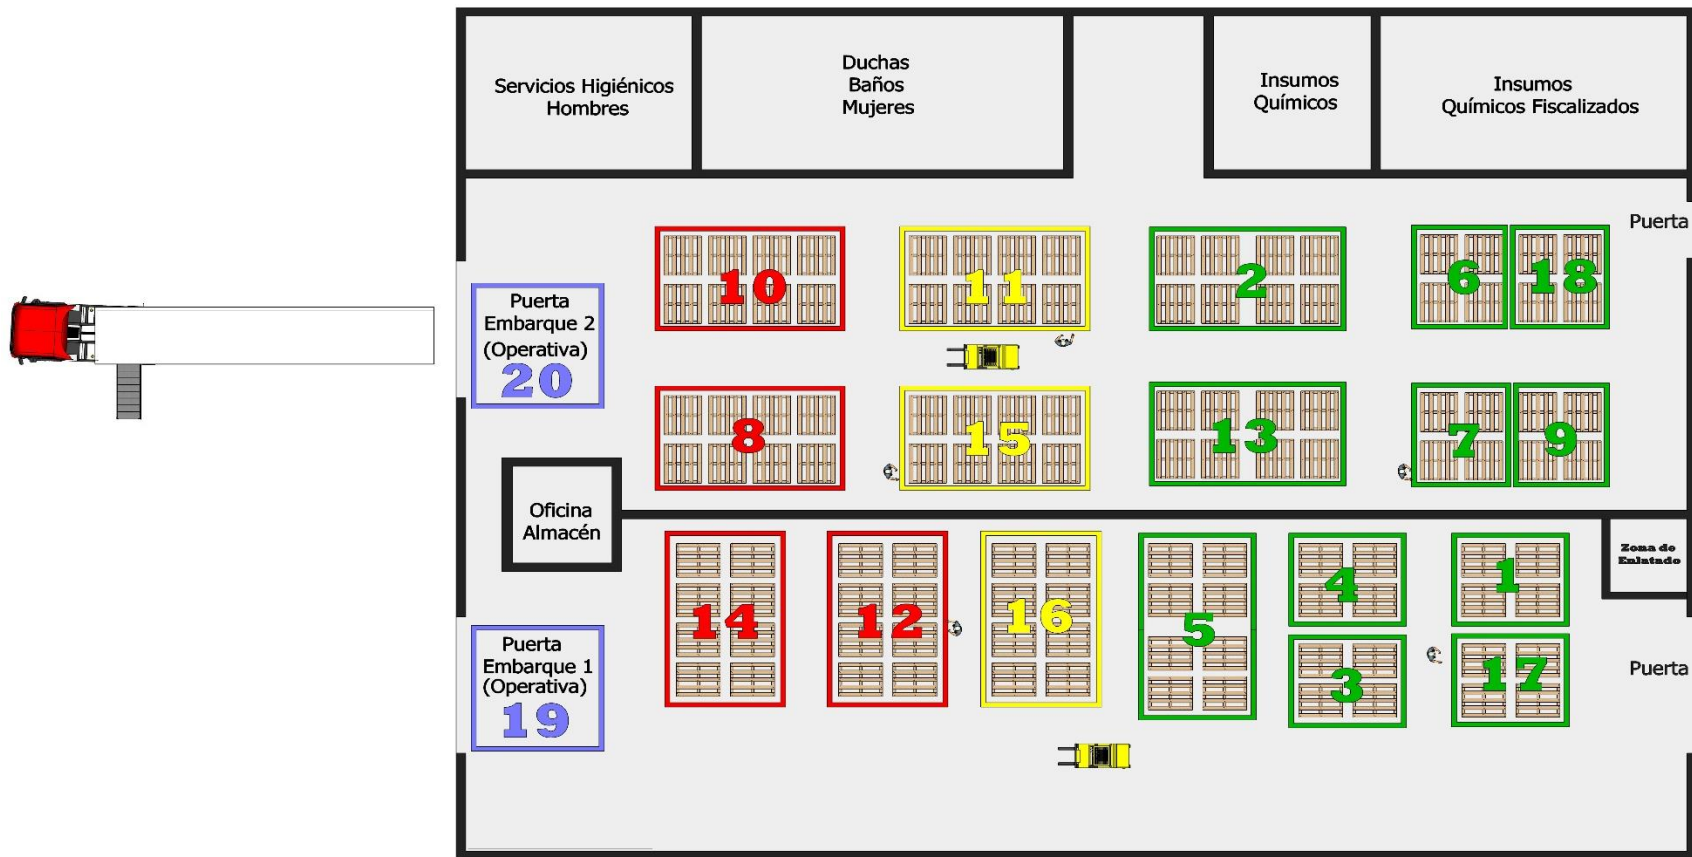 Servicios Higiénicos
Hombres
Duchas
Baños
Mujeres
Insumos
Químicos
Insumos
Químicos Fiscalizados
Puerta
10
11
2
6
18
Puerta
Embarque 2
(Operativa)
20
8
15
13
7
9
Oficina
Almacén
Zona de
Enlatado
14
12
16
5
4
1
3
17
Puerta
Embarque 1
(Operativa)
19
Puerta